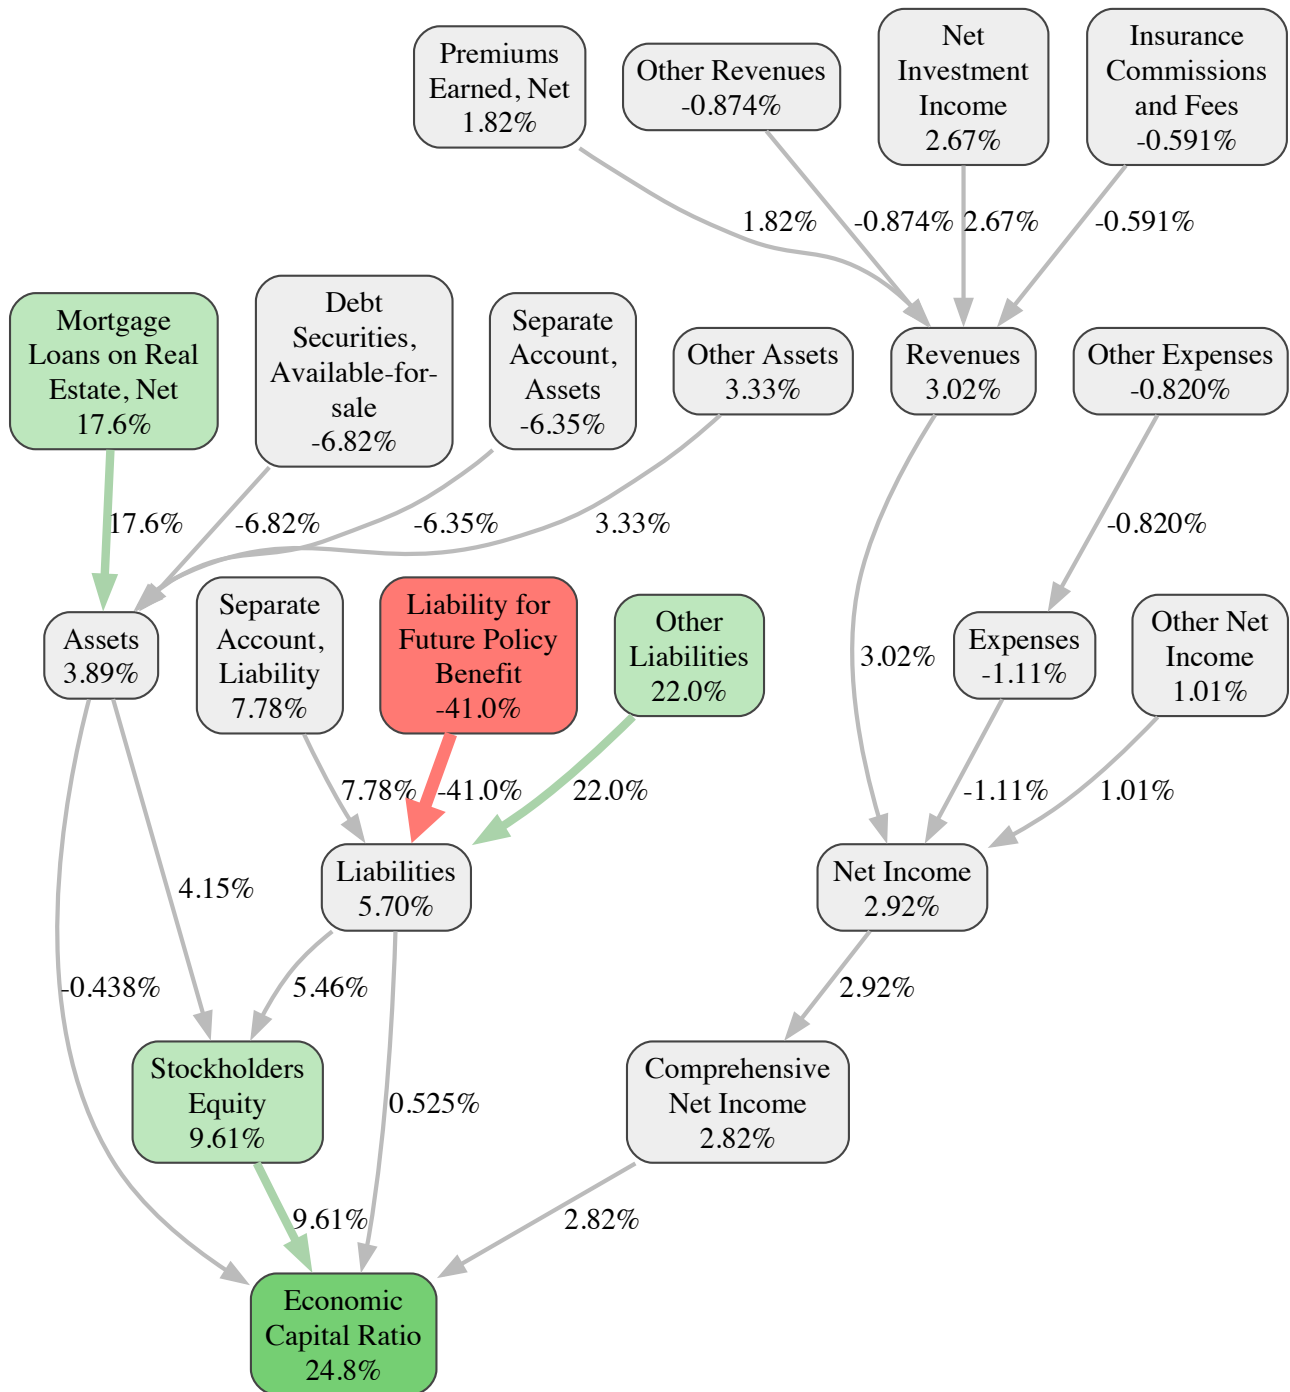 Premiums
Earned, Net
1.82%
Other Revenues
-0.874%
Net
Investment
Income
2.67%
Insurance
Commissions
and Fees
-0.591%
1.82%
-0.874%
2.67%
-0.591%
Mortgage
Loans on Real
Estate, Net
17.6%
Debt
Securities,
Available-for-
sale
-6.82%
Separate
Account,
Assets
-6.35%
Other Assets
3.33%
Revenues
3.02%
Other Expenses
-0.820%
17.6%
-6.82%
-6.35%
3.33%
-0.820%
Assets
3.89%
Separate
Account,
Liability
7.78%
Liability for
Future Policy
Benefit
-41.0%
Other
Liabilities
22.0%
3.02%
Expenses
-1.11%
Other Net
Income
1.01%
7.78%
-41.0%
22.0%
-1.11%
1.01%
4.15%
Liabilities
5.70%
Net Income
2.92%
-0.438%
5.46%
2.92%
Stockholders
Equity
9.61%
0.525%
Comprehensive
Net Income
2.82%
9.61%
2.82%
Economic
Capital Ratio
24.8%